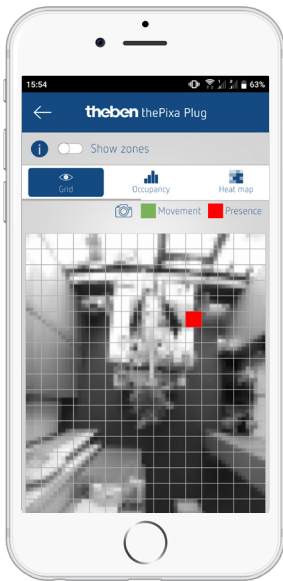 15:54 63%
theben thePixa Plug
i Show zones
Grid Occupancy Heat map
Movement Presence